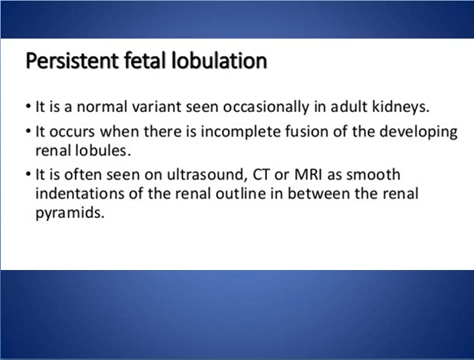 Persistent fetal lobulation
• It is a normal variant seen occasionally in adult kidneys.
• It occurs when there is incomplete fusion of the developing
renal lobules.
• It is often seen on ultrasound, CT or MRI as smooth
indentations of the renal outline in between the renal
pyramids.